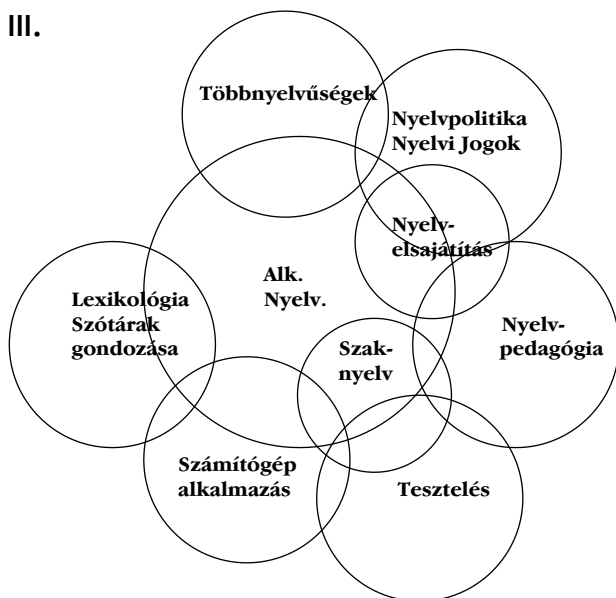 III.
Többnyelvűségek
Nyelvpolitika
Nyelvi Jogok
Nyelv-
elsajátítás
Alk.
Nyelv.
Lexikológia
Szótárak
gondozása
Nyelv-
pedagógia
Szak-
nyelv
Számítógép
alkalmazás
Tesztelés